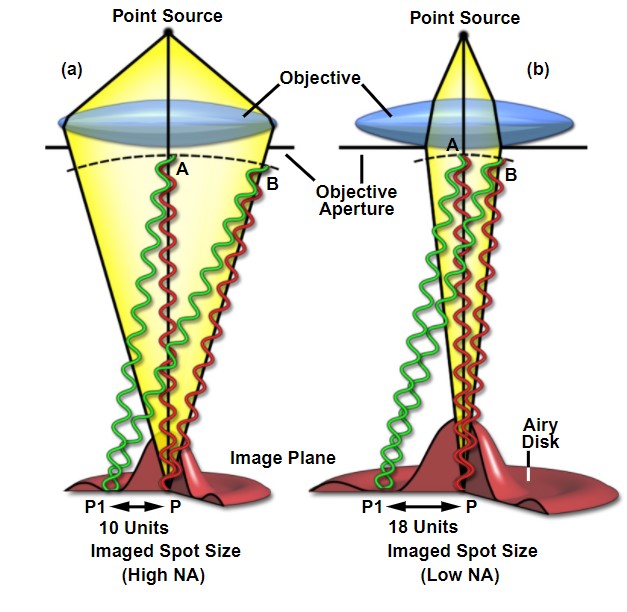 Point Source
Point Source
(a)
(b)
Objective
A
B
A
B
Objective
Aperture
Airy
Disk
Image Plane
P1
P
P1
P
10 Units
18 Units
Imaged Spot Size
(High NA)
Imaged Spot Size
(Low NA)